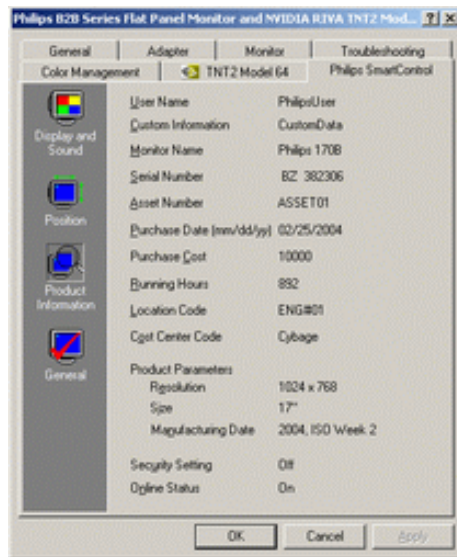 Philips B2B Series Flat Panel Monitor and NVIDIA RIVA TNT2 Mod...
General Adapter Monitor Troubleshooting
Color Management TNT2 Model 64 Philips SmartControl
Display and Sound
Position
Product Information
General
User Name PhilipsUser
Custom Information CustomData
Monitor Name Philips 170B
Serial Number BZ 382306
Asset Number ASSET01
Purchase Date (mm/dd/yy) 02/25/2004
Purchase Cost 10000
Running Hours 892
Location Code ENG#01
Cost Center Code Cybage
Product Parameters
Resolution 1024 x 768
Size 17"
Manufacturing Date 2004, ISO Week 2
Security Setting Off
Online Status On
OK Cancel Apply